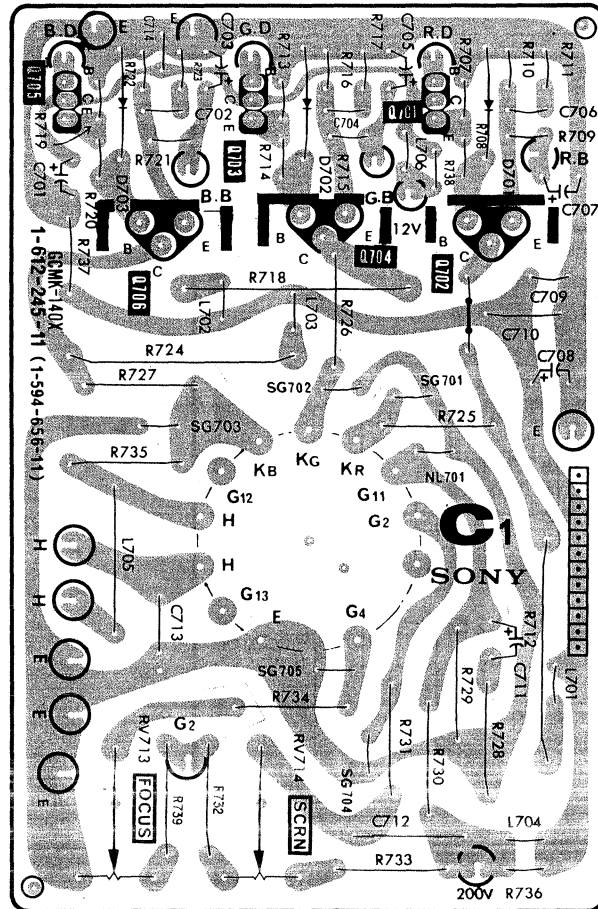 B.D
E
E
G.D
R.D
C714
C703
R713
R717
C705
R707
R710
R711
B
B
B
Q705
R702
C702
R716
C704
Q701
C706
R709
R708
C E
C
E
C
E
R719
R721
Q703
R714
L706
R738
R.B
C701
D703
D702
R715
C707
R720
B.B
G.B
12V
B
E
B
E
B
E
C
C
C
R737
Q706
Q704
Q702
GCMK-140X
1-612-245-11 (1-594-656-11)
R718
L702
L703
R726
C709
C710
R724
C708
R727
SG702
SG701
SG703
R725
E
KB
KG
KR
R735
NL701
G12
G11
H
G2
C1
H
L705
H
SONY
H
G13
E
G4
C713
R712
E
SG705
C711
L701
R734
R729
E
G2
R731
R728
RV713
RV714
R730
E
SG704
FOCUS
R739
R732
SCRN
C712
L704
R733
200V
R736